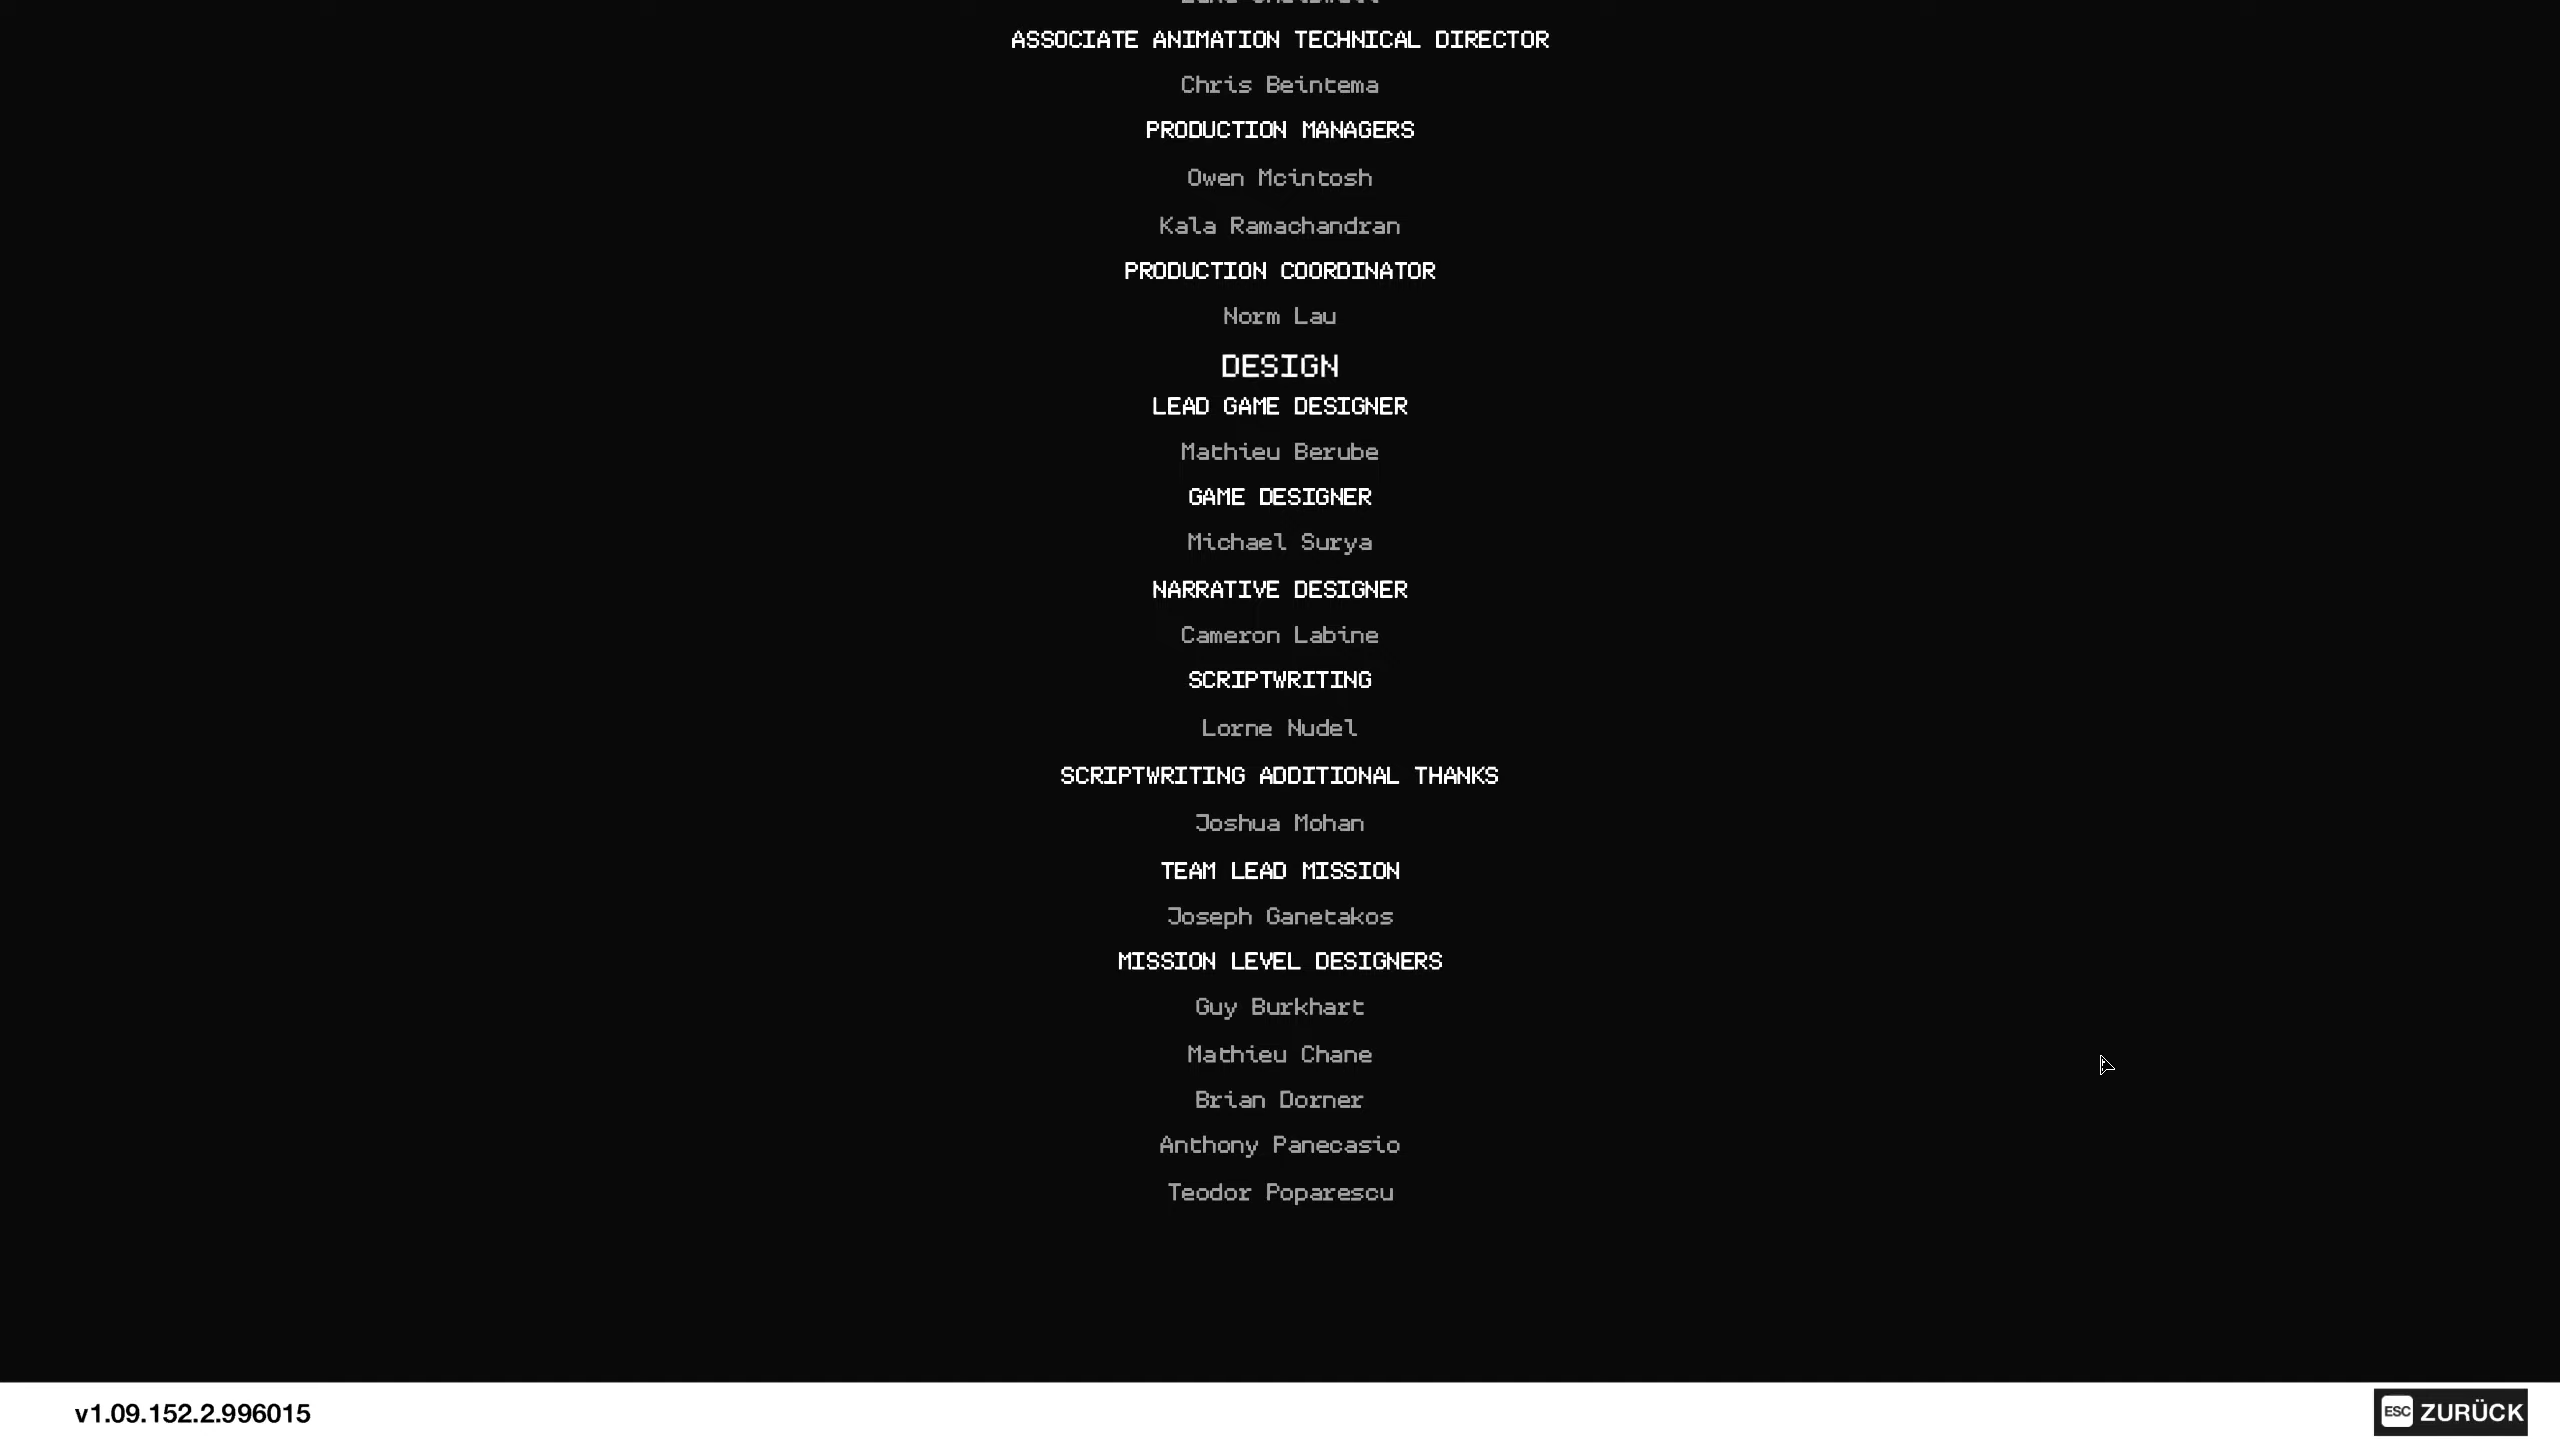 ASSOCIATE ANIMATION TECHNICAL DIRECTOR
Chris Beintema
PRODUCTION MANAGERS
Owen Mcintosh
Kala Ramachandran
PRODUCTION COORDINATOR
Norm Lau
DESIGN
LEAD GAME DESIGNER
Mathieu Berube
GAME DESIGNER
Michael Surya
NARRATIVE DESIGNER
Cameron Labine
SCRIPTWRITING
Lorne Nudel
SCRIPTWRITING ADDITIONAL THANKS
Joshua Mohan
TEAM LEAD MISSION
Joseph Ganetakos
MISSION LEVEL DESIGNERS
Guy Burkhart
Mathieu Chane
Brian Dorner
Anthony Panecasio
Teodor Poparescu
v1.09.152.2.996015
ESC ZURÜCK